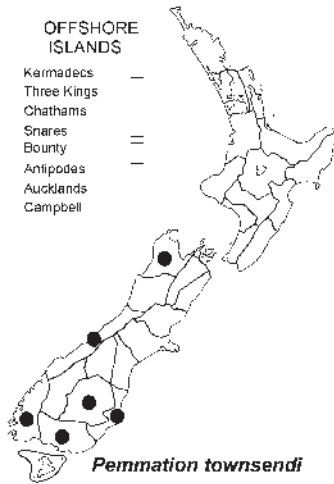 OFFSHORE
ISLANDS
Kermadecs
Three Kings
Chathams
Snares
Bounty
Antipodes
Aucklands
Campbell
Pemmation townsendi